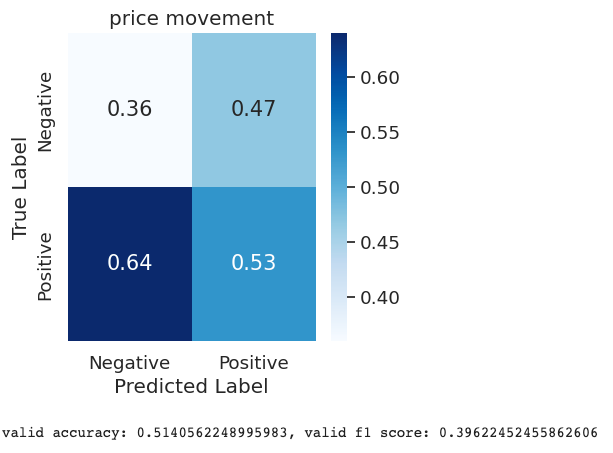 price movement
0.36 0.47
0.64 0.53
Negative
Positive
True Label
Negative Positive
Predicted Label
0.60
0.55
0.50
0.45
0.40
valid accuracy: 0.5140562248995983, valid f1 score: 0.39622452455862606